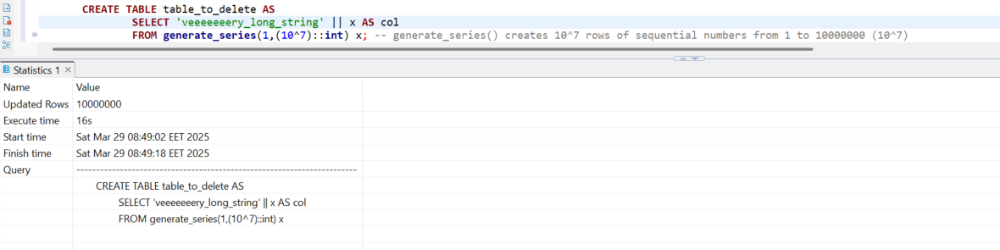 CREATE TABLE table_to_delete AS
SELECT 'veeeeeeery_long_string' || x AS col
FROM generate_series(1,(10^7)::int) x; -- generate_series() creates 10^7 rows of sequential numbers from 1 to 10000000 (10^7)
Statistics 1
Name Value
Updated Rows 10000000
Execute time 16s
Start time Sat Mar 29 08:49:02 EET 2025
Finish time Sat Mar 29 08:49:18 EET 2025
Query -----------------------------------------------------------------------
CREATE TABLE table_to_delete AS
SELECT 'veeeeeeery_long_string' || x AS col
FROM generate_series(1,(10^7)::int) x